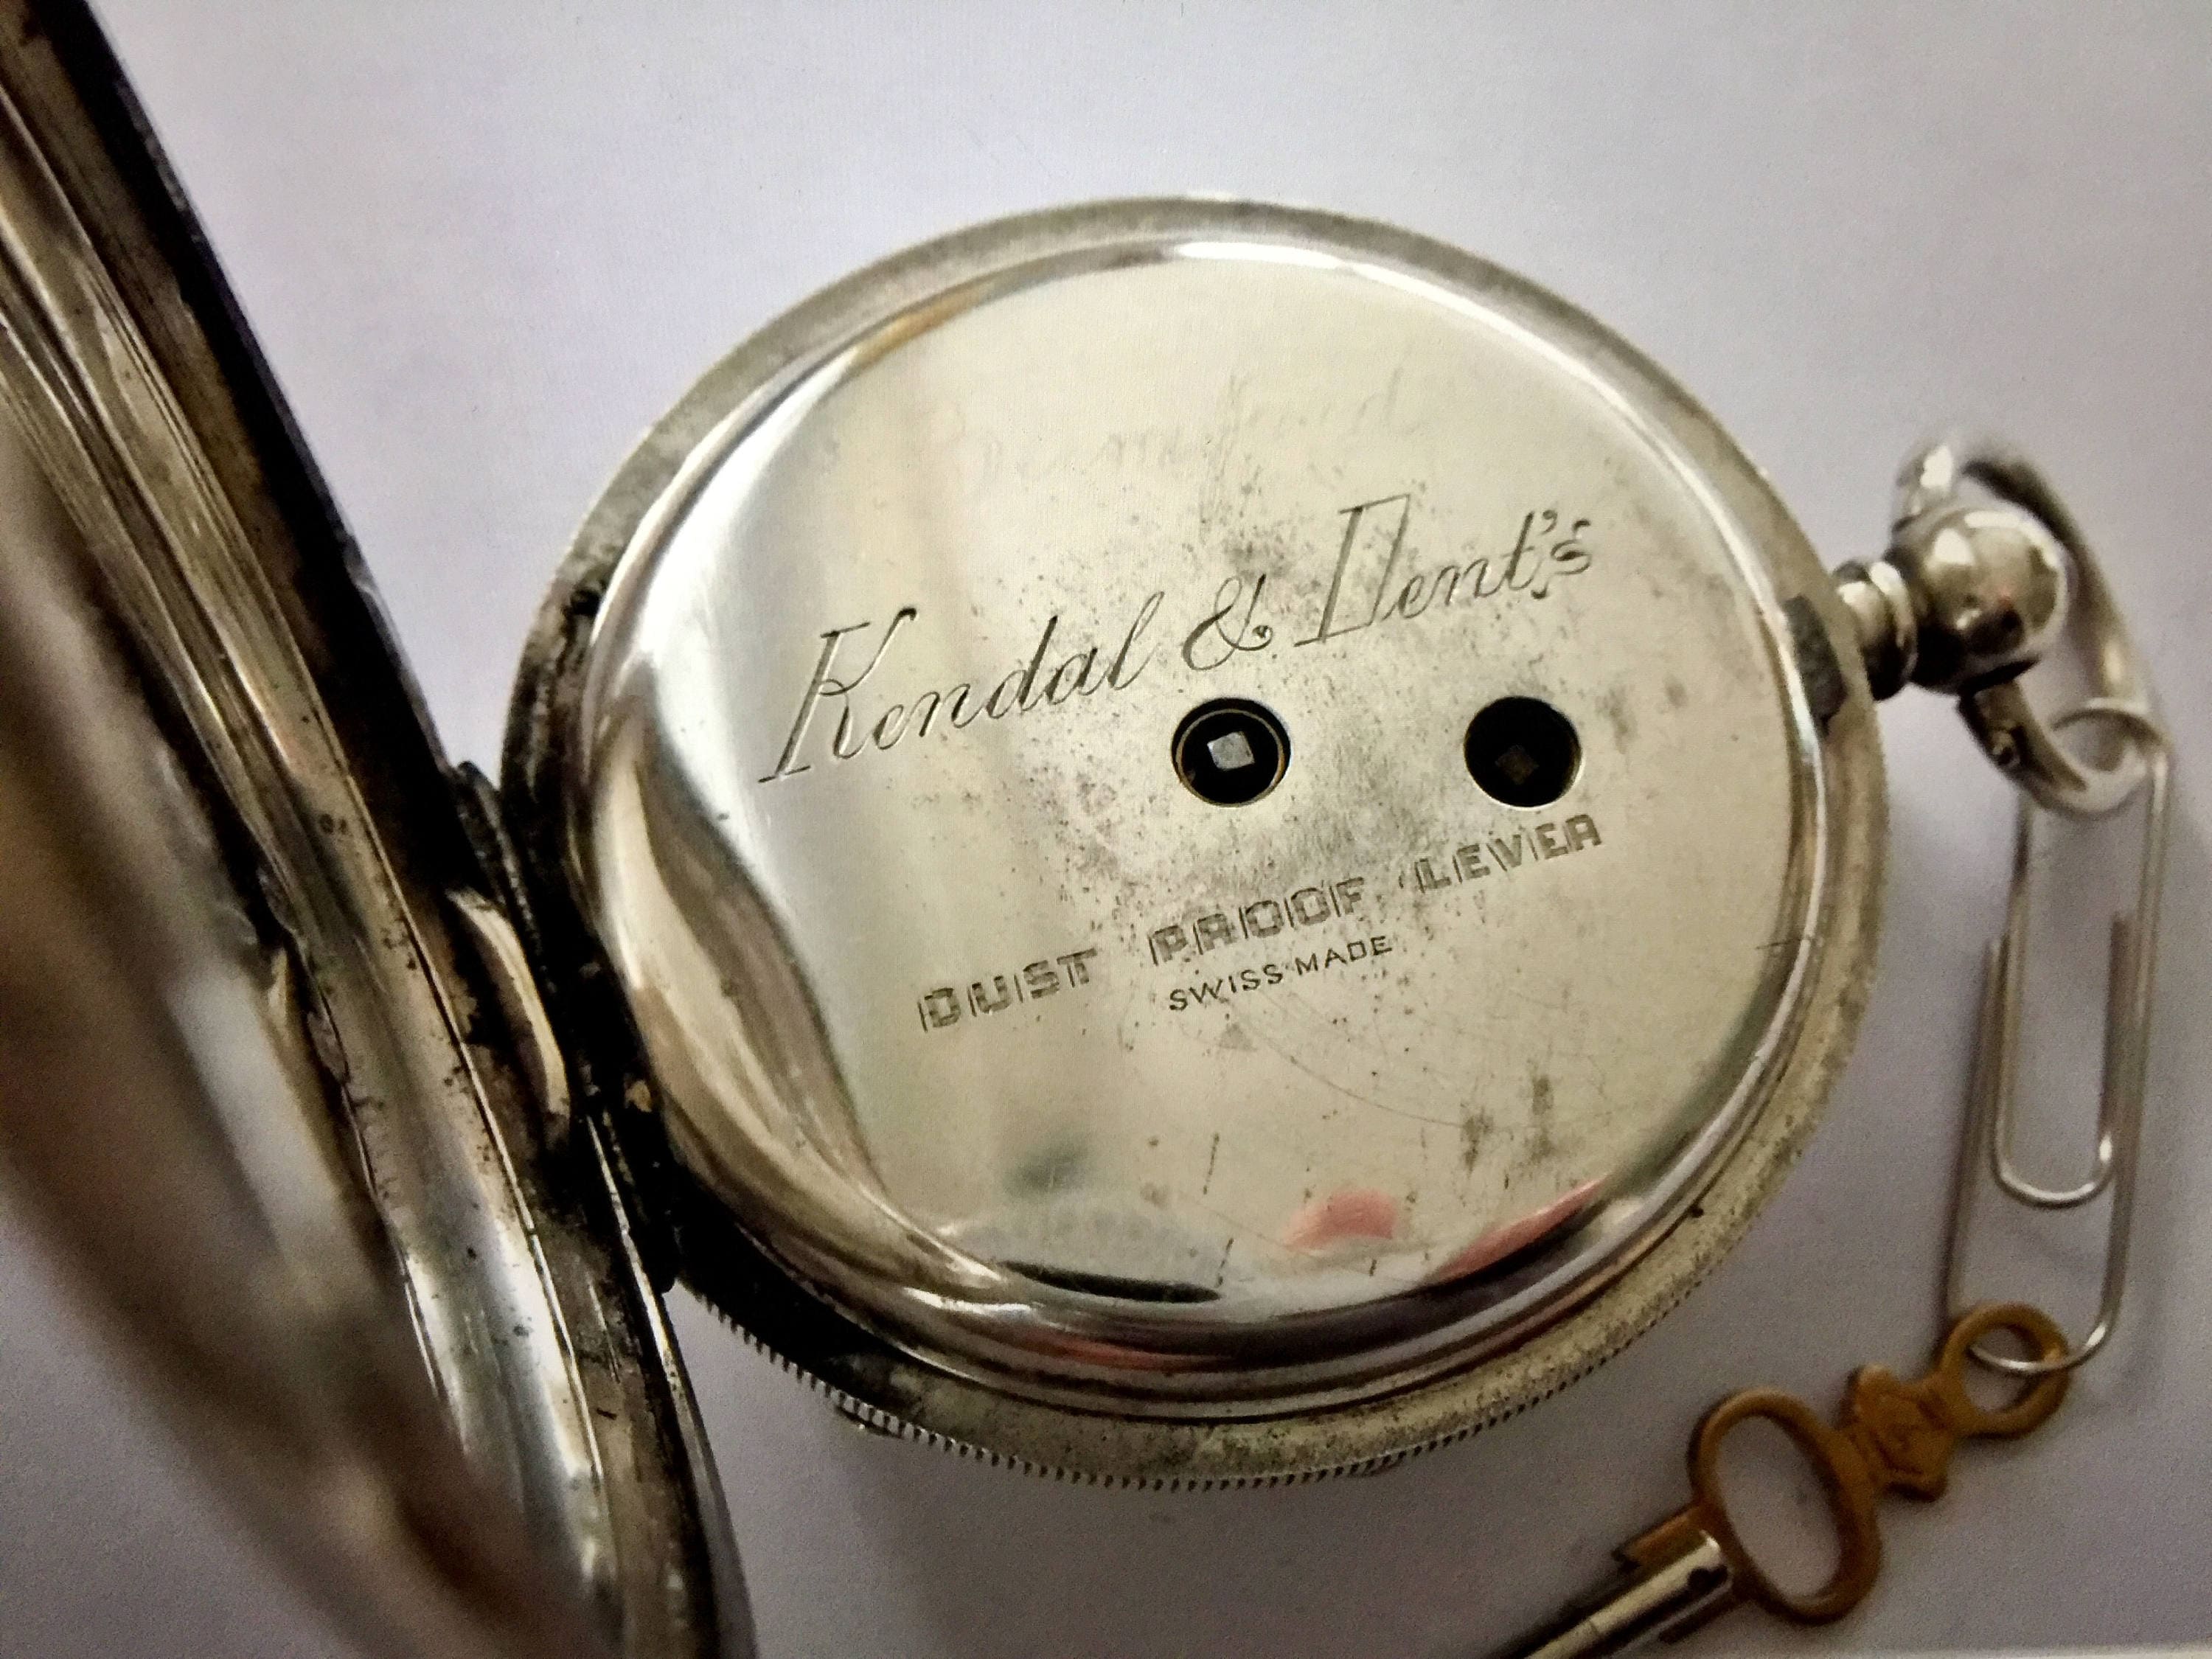 Kendal & Dent's
DUST PROOF LEVER
SWISS MADE